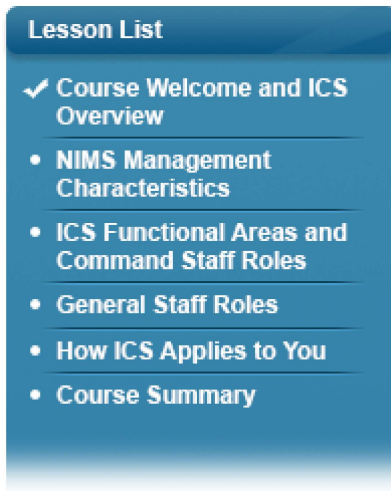 Lesson List
Course Welcome and ICS
Overview
NIMS Management
Characteristics
ICS Functional Areas and
Command Staff Roles
General Staff Roles
How ICS Applies to You
Course Summary